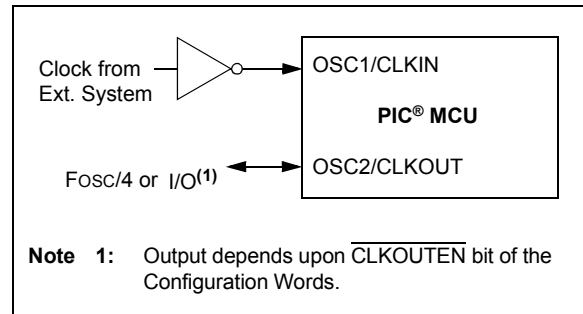 Clock from
Ext. System
OSC1/CLKIN
PIC® MCU
FOSC/4 or I/O(1)
OSC2/CLKOUT
Note 1: Output depends upon CLKOUTEN bit of the
Configuration Words.